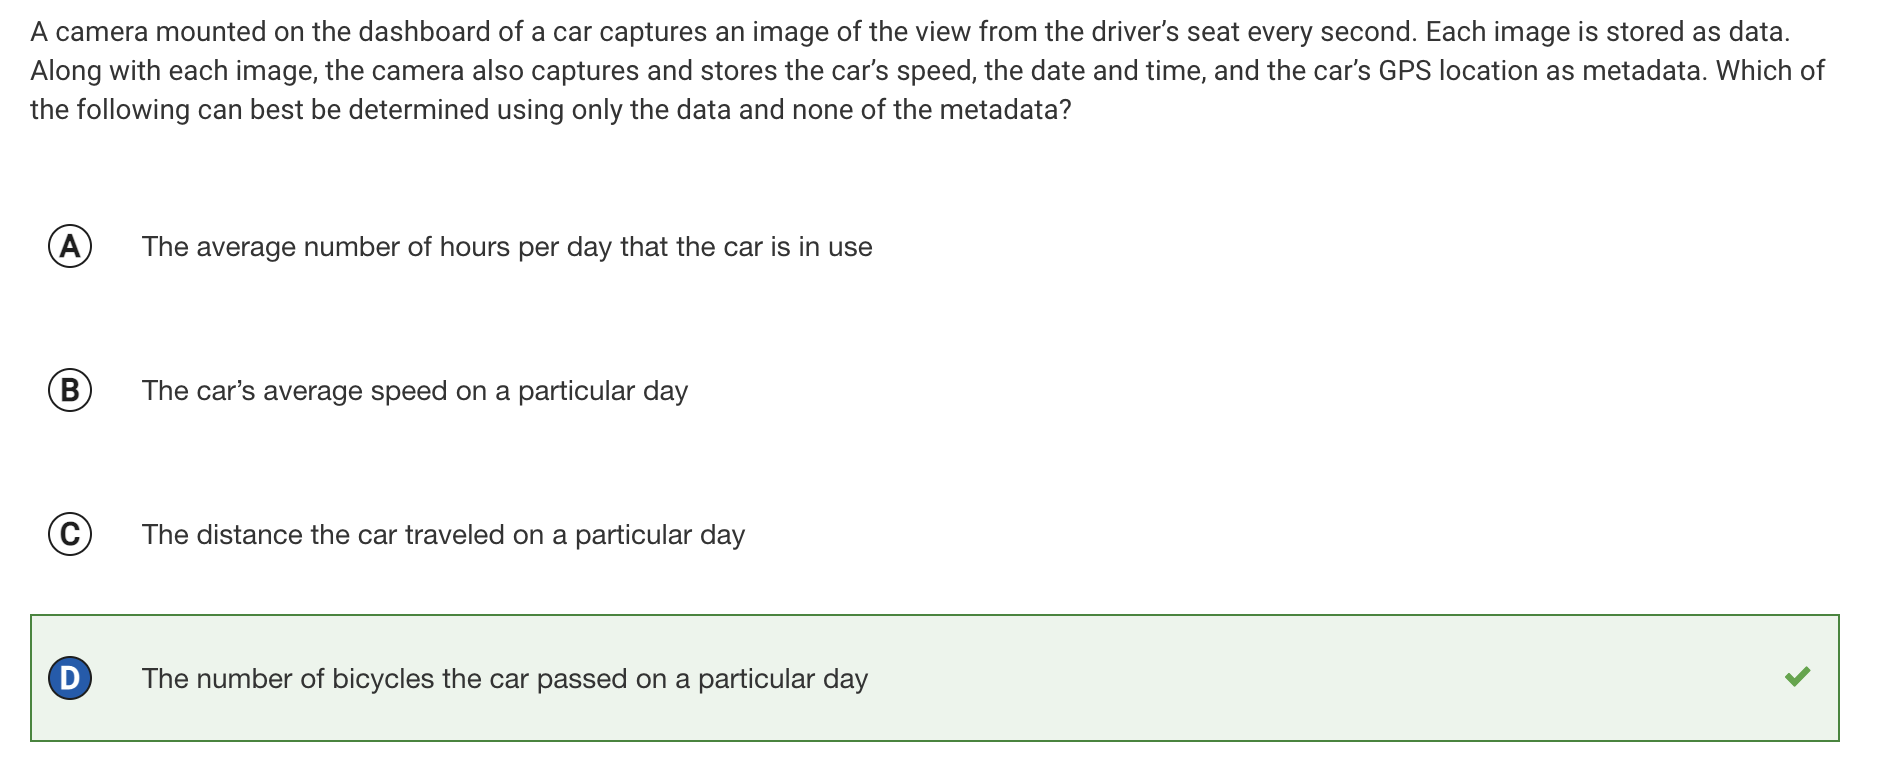 A camera mounted on the dashboard of a car captures an image of the view from the driver’s seat every second. Each image is stored as data.
Along with each image, the camera also captures and stores the car’s speed, the date and time, and the car’s GPS location as metadata. Which of
the following can best be determined using only the data and none of the metadata?
A The average number of hours per day that the car is in use
B The car’s average speed on a particular day
C The distance the car traveled on a particular day
D The number of bicycles the car passed on a particular day